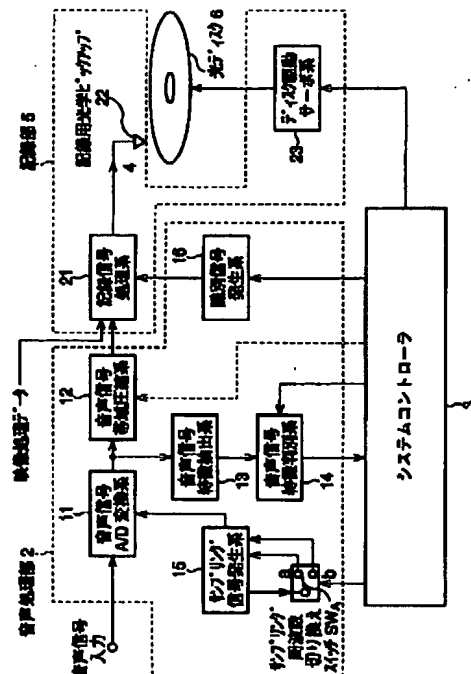 音声処理部 2
映像処理データ
記録部 5
音声信号
入力
11
音声信号
A/D 変換系
12
音声信号
帯域圧縮系
21
記録信号
処理系
4
記録用光学ピックアップ
22
光ディスク 6
音声信号
特徴抽出系
13
音声信号
特徴判別系
14
15
サンプリング
信号発生系
16
識別信号
発生系
ディスク駆動
サーボ系
23
a
b
サンプリング
周波数
切り換え
スイッチ SWA
システムコントローラ